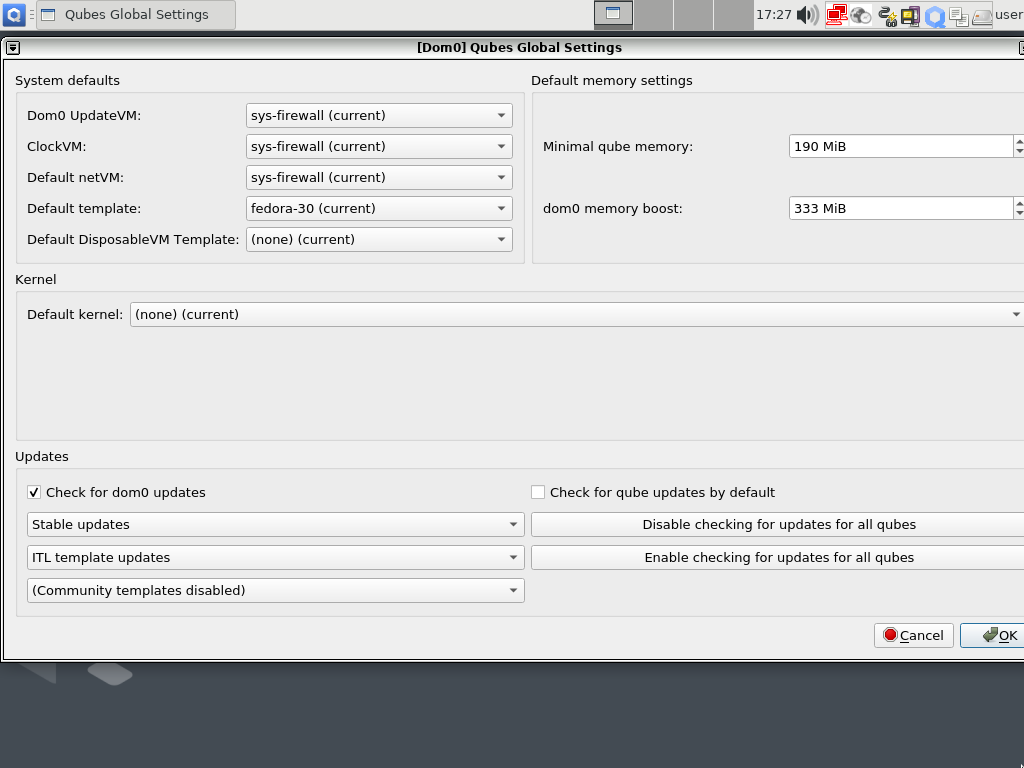 Qubes Global Settings
17:27
user
[Dom0] Qubes Global Settings
System defaults
Dom0 UpdateVM: sys-firewall (current)
ClockVM: sys-firewall (current)
Default netVM: sys-firewall (current)
Default template: fedora-30 (current)
Default DisposableVM Template: (none) (current)
Default memory settings
Minimal qube memory: 190 MiB
dom0 memory boost: 333 MiB
Kernel
Default kernel: (none) (current)
Updates
Check for dom0 updates
Stable updates
ITL template updates
(Community templates disabled)
Check for qube updates by default
Disable checking for updates for all qubes
Enable checking for updates for all qubes
Cancel
OK